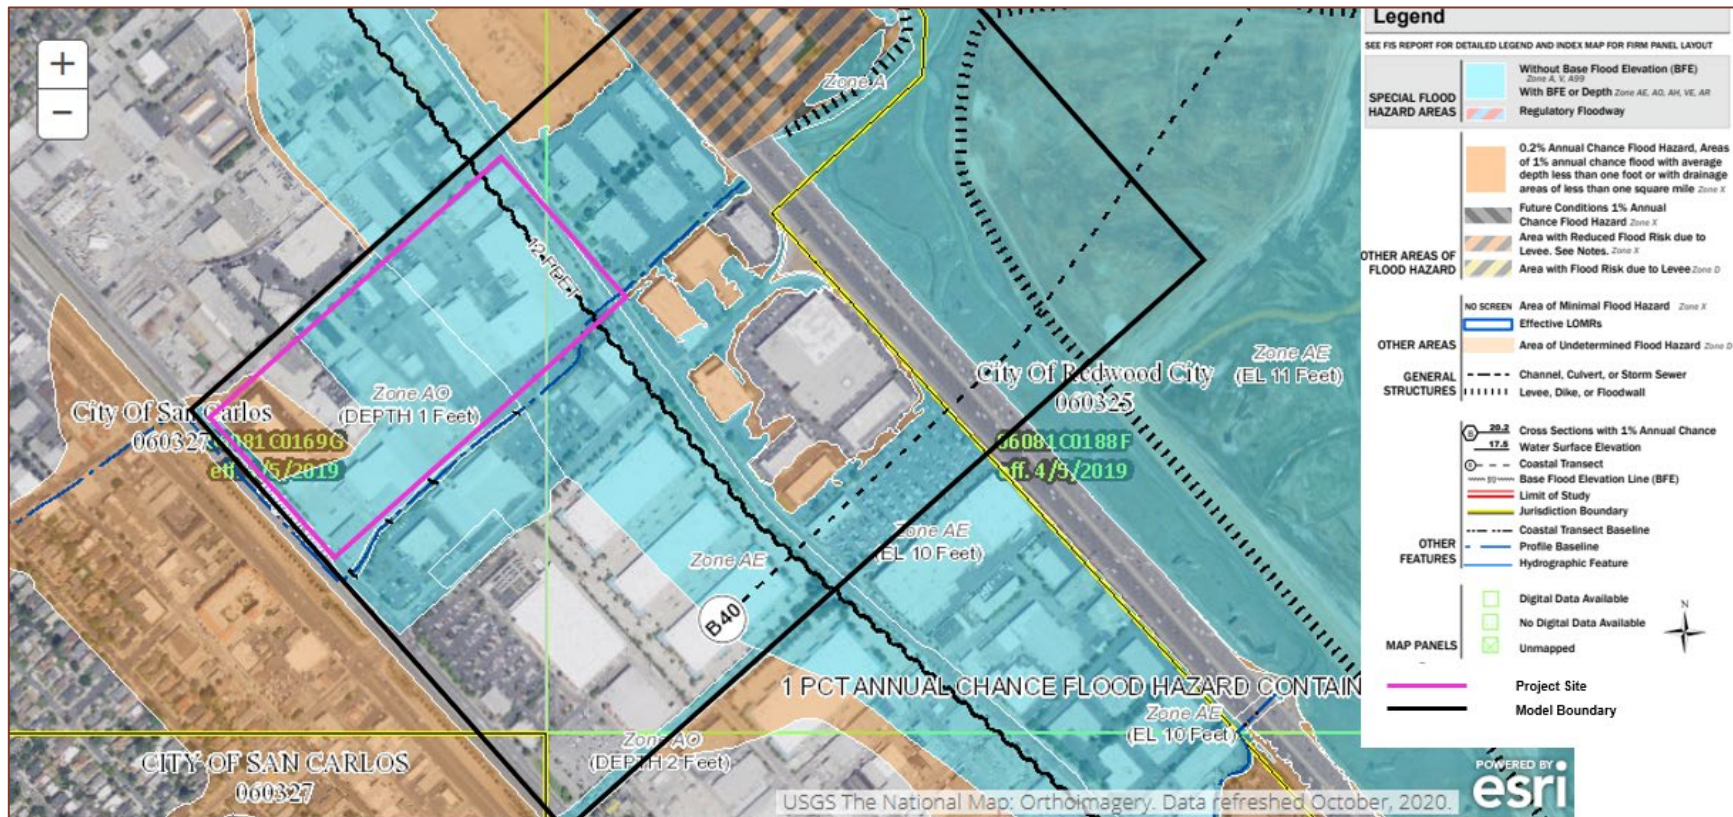 +
−
Zone A
12 FEET
Zone AO
(DEPTH 1 Feet)
City Of San Carlos
060327
06081C0169G
eff. 4/5/2019
City Of Redwood City
060325
Zone AE
(EL 11 Feet)
06081C0188F
eff. 4/5/2019
Zone AE
Zone AE
(EL 10 Feet)
B 40
1 PCT ANNUAL CHANCE FLOOD HAZARD CONTAIN
Zone AE
(EL 10 Feet)
Zone AO
(DEPTH 2 Feet)
CITY OF SAN CARLOS
060327
USGS The National Map: Orthoimagery. Data refreshed October, 2020.
POWERED BY
esri
Legend
SEE FIS REPORT FOR DETAILED LEGEND AND INDEX MAP FOR FIRM PANEL LAYOUT
SPECIAL FLOOD
HAZARD AREAS
Without Base Flood Elevation (BFE)
Zone A, V, A99
With BFE or Depth Zone AE, AO, AH, VE, AR
Regulatory Floodway
OTHER AREAS OF
FLOOD HAZARD
0.2% Annual Chance Flood Hazard, Areas
of 1% annual chance flood with average
depth less than one foot or with drainage
areas of less than one square mile Zone X
Future Conditions 1% Annual
Chance Flood Hazard Zone X
Area with Reduced Flood Risk due to
Levee. See Notes. Zone X
Area with Flood Risk due to Levee Zone D
OTHER AREAS
NO SCREEN Area of Minimal Flood Hazard Zone X
Effective LOMRs
Area of Undetermined Flood Hazard Zone D
GENERAL
STRUCTURES
Channel, Culvert, or Storm Sewer
Levee, Dike, or Floodwall
OTHER
FEATURES
20.2 Cross Sections with 1% Annual Chance
17.5 Water Surface Elevation
Coastal Transect
Base Flood Elevation Line (BFE)
Limit of Study
Jurisdiction Boundary
Coastal Transect Baseline
Profile Baseline
Hydrographic Feature
MAP PANELS
Digital Data Available
No Digital Data Available
Unmapped
N
Project Site
Model Boundary